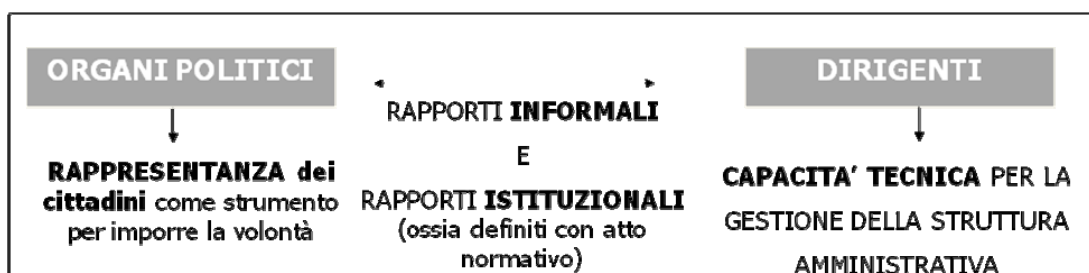 ORGANI POLITICI
RAPPRESENTANZA dei
cittadini come strumento
per imporre la volontà
RAPPORTI INFORMALI
E
RAPPORTI ISTITUZIONALI
(ossia definiti con atto
normativo)
DIRIGENTI
CAPACITA' TECNICA PER LA
GESTIONE DELLA STRUTTURA
AMMINISTRATIVA